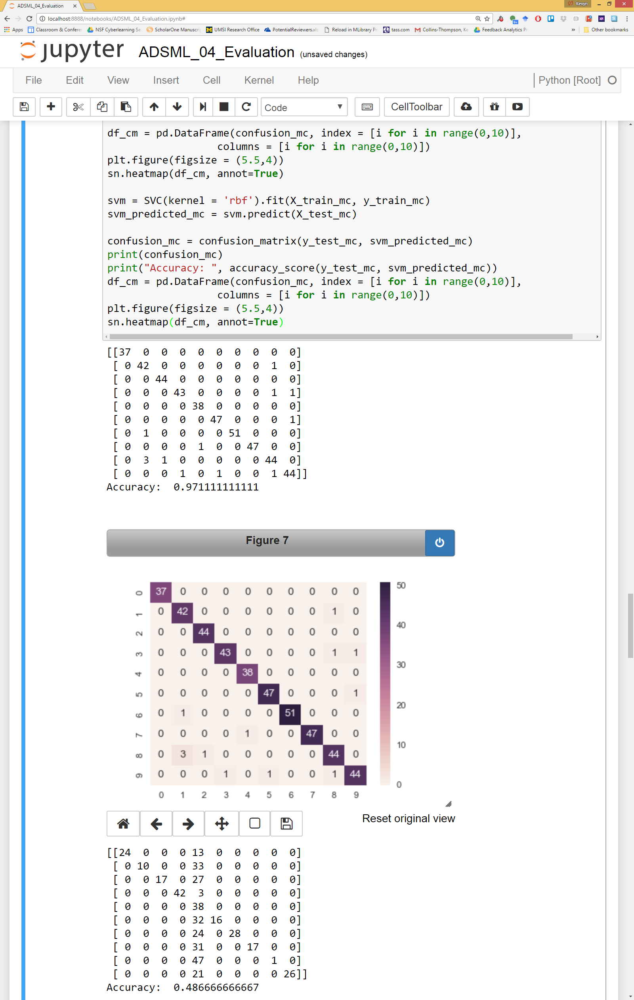 ADSML_04_Evaluation
Kevyn
localhost:8888/notebooks/ADSML_04_Evaluation.ipynb#
Apps Classroom & Confere NSF Cyberlearning Se ScholarOne Manuscri UMSI Research Office PotentialReviewers.xls Reload in MLibrary Pr tass.com Collins-Thompson, Ke Feedback Analytics Pr » Other bookmarks
jupyter ADSML_04_Evaluation (unsaved changes)
File Edit View Insert Cell Kernel Help Python [Root]
Code CellToolbar
df_cm = pd.DataFrame(confusion_mc, index = [i for i in range(0,10)],
columns = [i for i in range(0,10)])
plt.figure(figsize = (5.5,4))
sn.heatmap(df_cm, annot=True)
svm = SVC(kernel = 'rbf').fit(X_train_mc, y_train_mc)
svm_predicted_mc = svm.predict(X_test_mc)
confusion_mc = confusion_matrix(y_test_mc, svm_predicted_mc)
print(confusion_mc)
print("Accuracy: ", accuracy_score(y_test_mc, svm_predicted_mc))
df_cm = pd.DataFrame(confusion_mc, index = [i for i in range(0,10)],
columns = [i for i in range(0,10)])
plt.figure(figsize = (5.5,4))
sn.heatmap(df_cm, annot=True)
[[37 0 0 0 0 0 0 0 0 0]
[ 0 42 0 0 0 0 0 0 1 0]
[ 0 0 44 0 0 0 0 0 0 0]
[ 0 0 0 43 0 0 0 0 1 1]
[ 0 0 0 0 38 0 0 0 0 0]
[ 0 0 0 0 0 47 0 0 0 1]
[ 0 1 0 0 0 0 51 0 0 0]
[ 0 0 0 0 1 0 0 47 0 0]
[ 0 3 1 0 0 0 0 0 44 0]
[ 0 0 0 1 0 1 0 0 1 44]]
Accuracy: 0.971111111111
Figure 7
0 37 0 0 0 0 0 0 0 0 0 50
1 0 42 0 0 0 0 0 0 1 0
40
2 0 0 44 0 0 0 0 0 0 0
3 0 0 0 43 0 0 0 0 1 1
30
4 0 0 0 0 38 0 0 0 0 0
5 0 0 0 0 0 47 0 0 0 1
20
6 0 1 0 0 0 0 51 0 0 0
7 0 0 0 0 1 0 0 47 0 0
10
8 0 3 1 0 0 0 0 0 44 0
9 0 0 0 1 0 1 0 0 1 44
0
0 1 2 3 4 5 6 7 8 9
Reset original view
[[24 0 0 0 13 0 0 0 0 0]
[ 0 10 0 0 33 0 0 0 0 0]
[ 0 0 17 0 27 0 0 0 0 0]
[ 0 0 0 42 3 0 0 0 0 0]
[ 0 0 0 0 38 0 0 0 0 0]
[ 0 0 0 0 32 16 0 0 0 0]
[ 0 0 0 0 24 0 28 0 0 0]
[ 0 0 0 0 31 0 0 17 0 0]
[ 0 0 0 0 47 0 0 0 1 0]
[ 0 0 0 0 21 0 0 0 0 26]]
Accuracy: 0.486666666667